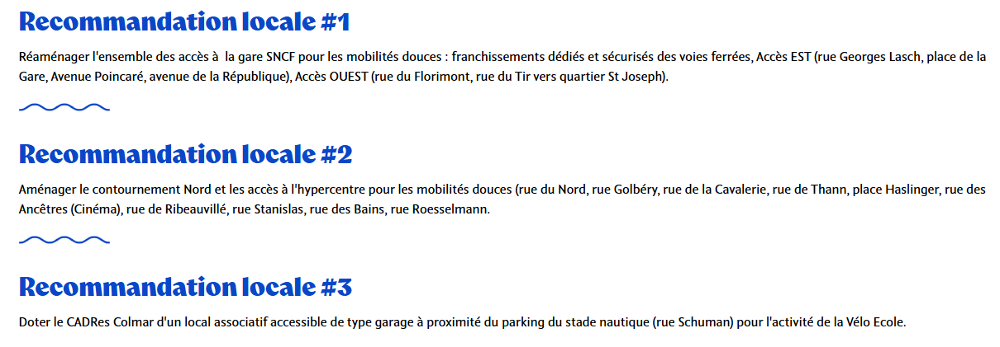 Recommandation locale #1
Réaménager l'ensemble des accès à  la gare SNCF pour les mobilités douces : franchissements dédiés et sécurisés des voies ferrées, Accès EST (rue Georges Lasch, place de la
Gare, Avenue Poincaré, avenue de la République), Accès OUEST (rue du Florimont, rue du Tir vers quartier St Joseph).
Recommandation locale #2
Aménager le contournement Nord et les accès à l'hypercentre pour les mobilités douces (rue du Nord, rue Golbéry, rue de la Cavalerie, rue de Thann, place Haslinger, rue des
Ancêtres (Cinéma), rue de Ribeauvillé, rue Stanislas, rue des Bains, rue Roesselmann.
Recommandation locale #3
Doter le CADRes Colmar d'un local associatif accessible de type garage à proximité du parking du stade nautique (rue Schuman) pour l'activité de la Vélo Ecole.